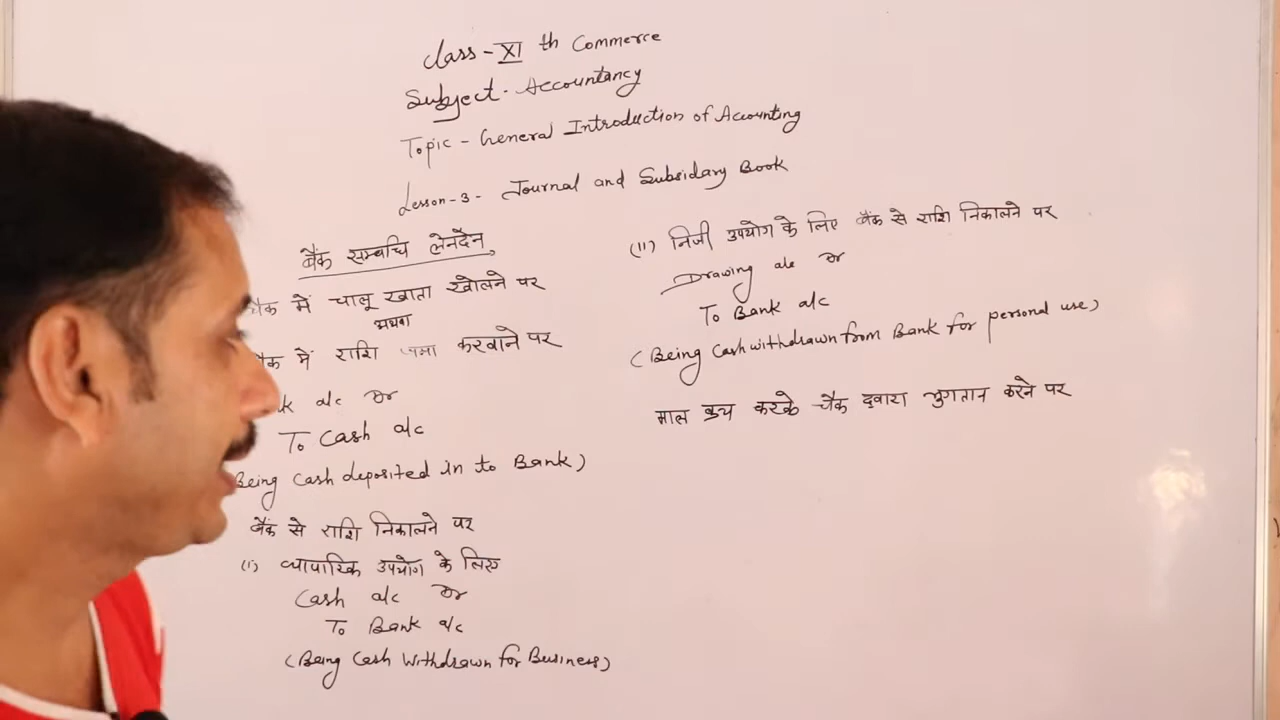 Class - XI th Commerce
Subject - Accountancy
Topic - General Introduction of Accounting
Lesson - 3 - Journal and Subsidary Book
बैंक सम्बंधि लेनदेन
में चालू खाता खोलने पर
अथवा
में राशि जमा करवाने पर
a/c Dr
To Cash a/c
Being Cash deposited in to Bank)
बैंक से राशि निकालने पर
(i) व्यापारिक उपयोग के लिए
Cash a/c Dr
To Bank a/c
(Being Cash Withdrawn for Business)
(ii) निजी उपयोग के लिए बैंक से राशि निकालने पर
Drawing a/c Dr
To Bank a/c
(Being Cash withdrawn from Bank for personal use)
माल क्रय करके चैक द्वारा भुगतान करने पर